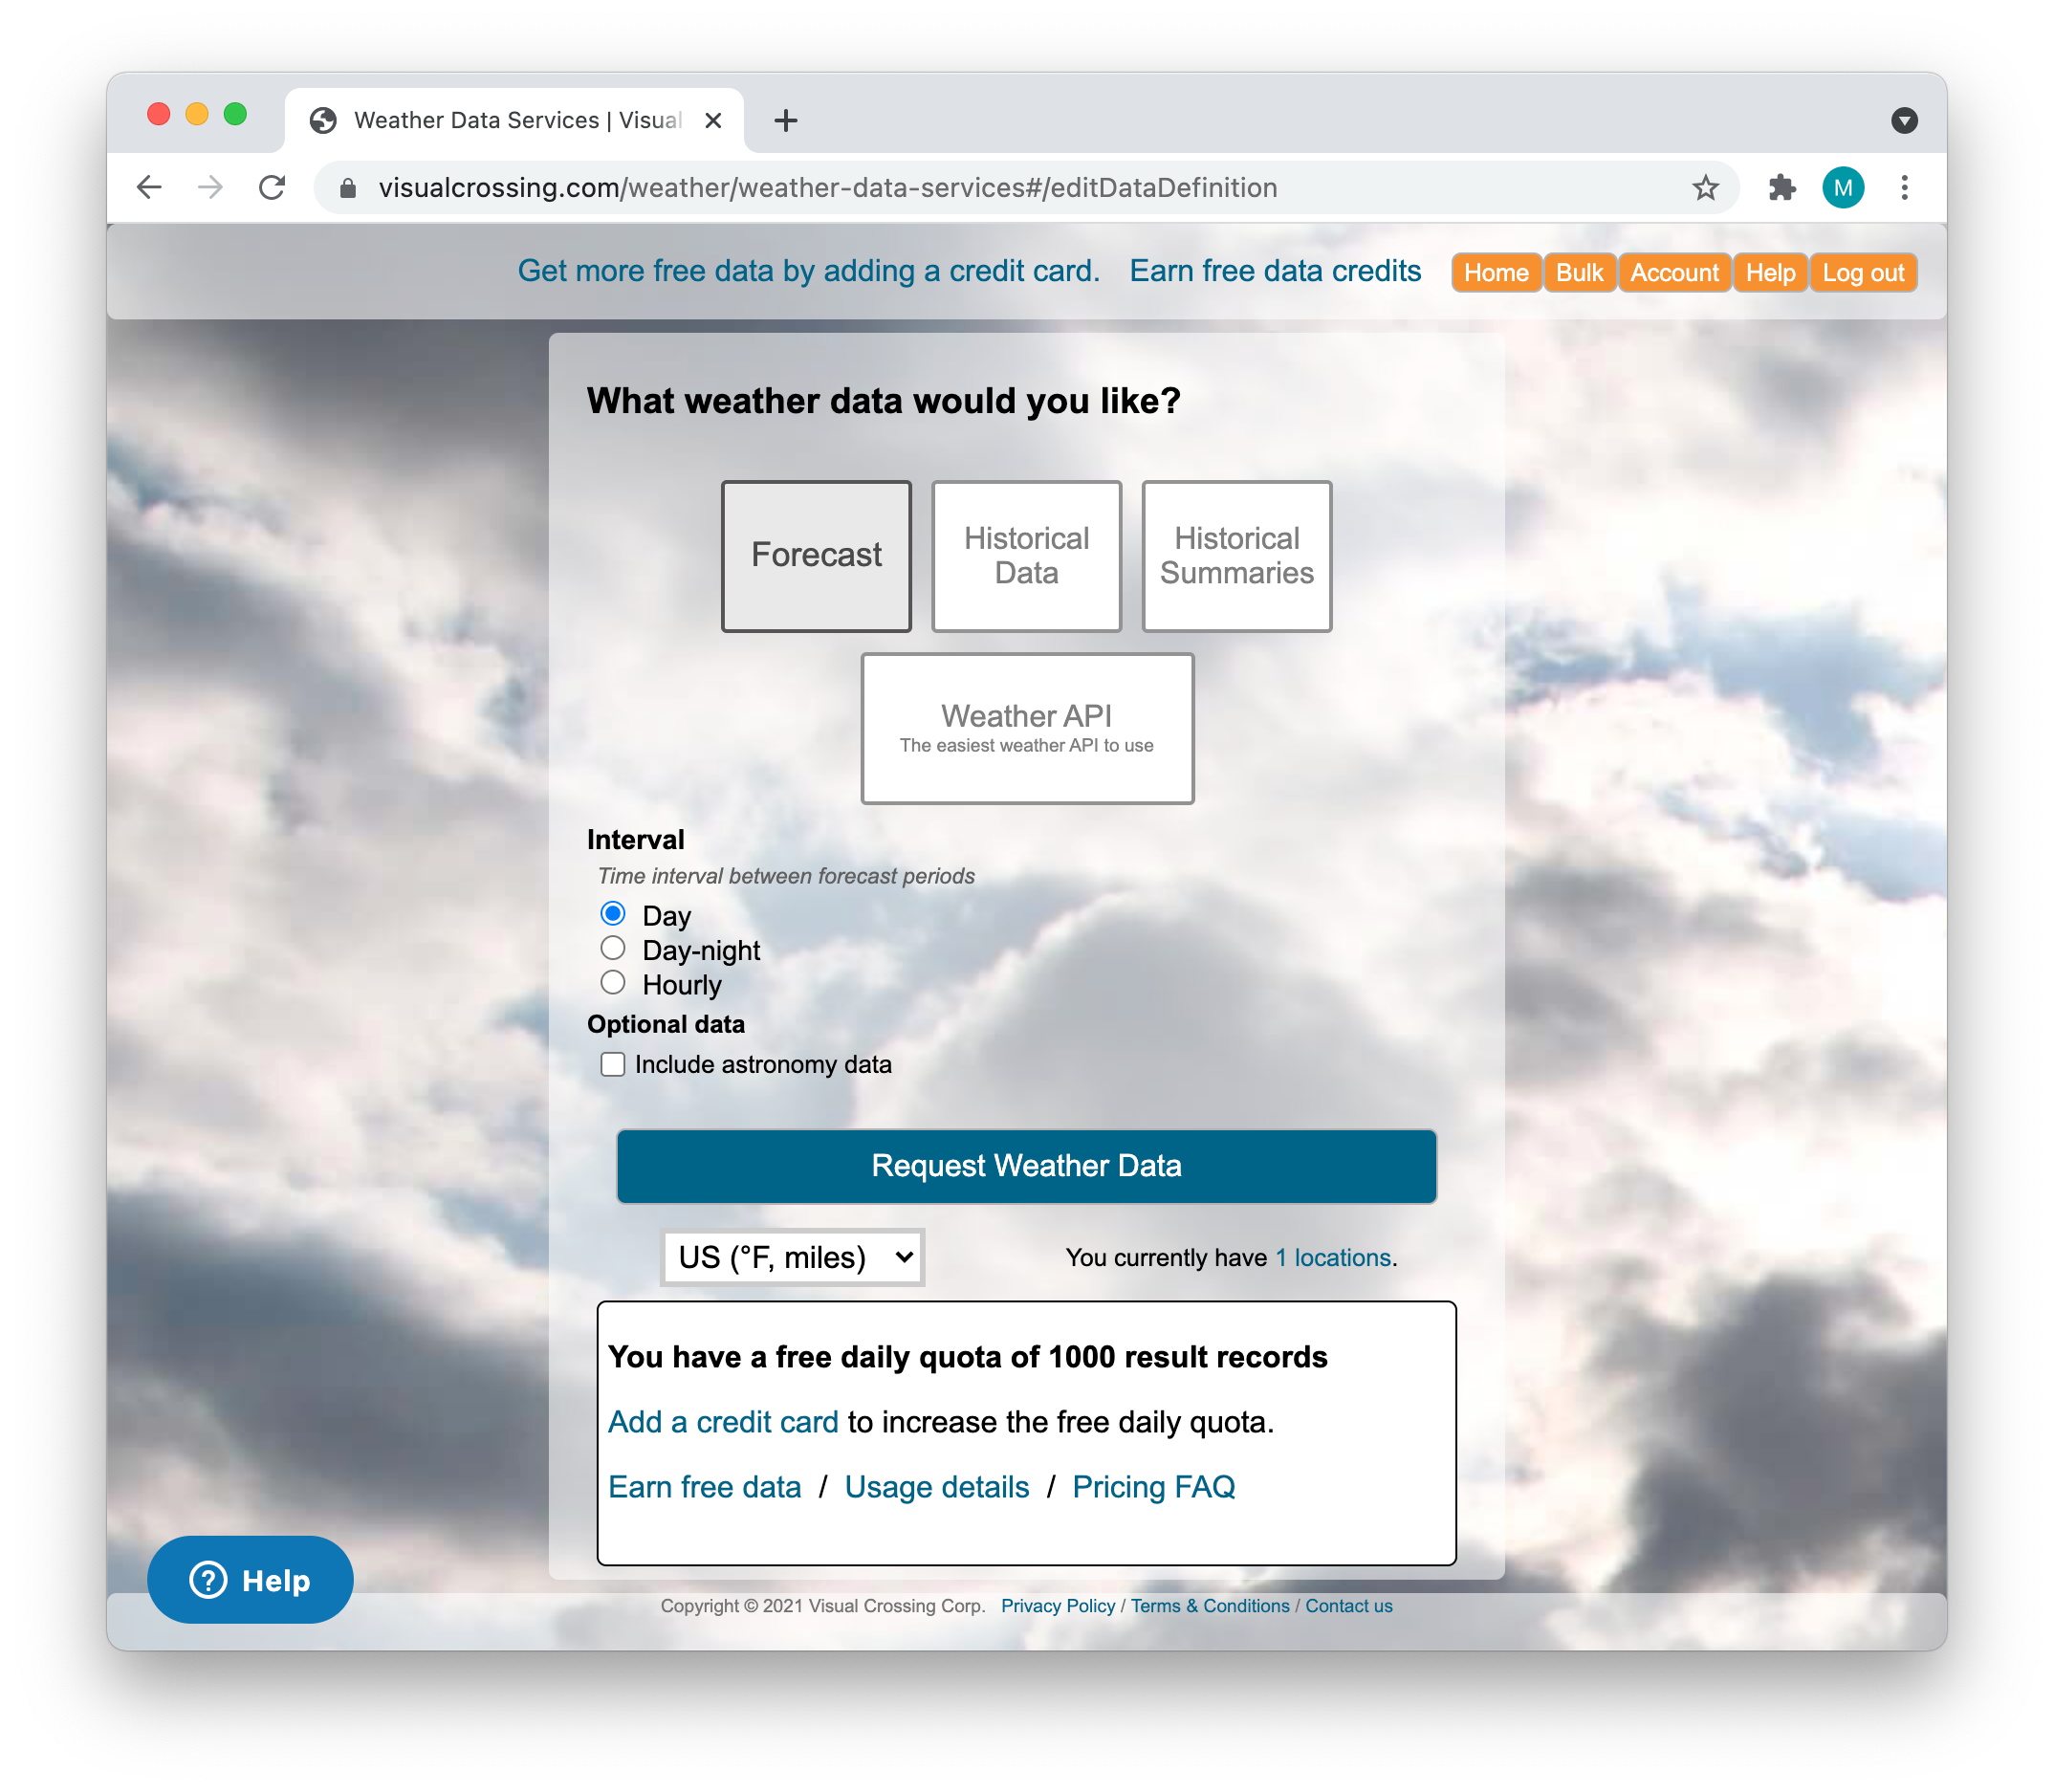 Weather Data Services | Visual
visualcrossing.com/weather/weather-data-services#/editDataDefinition
M
Get more free data by adding a credit card. Earn free data credits Home Bulk Account Help Log out
What weather data would you like?
Forecast
Historical
Data
Historical
Summaries
Weather API
The easiest weather API to use
Interval
Time interval between forecast periods
Day
Day-night
Hourly
Optional data
Include astronomy data
Request Weather Data
US (°F, miles) You currently have 1 locations.
You have a free daily quota of 1000 result records
Add a credit card to increase the free daily quota.
Earn free data / Usage details / Pricing FAQ
? Help
Copyright © 2021 Visual Crossing Corp. Privacy Policy / Terms & Conditions / Contact us